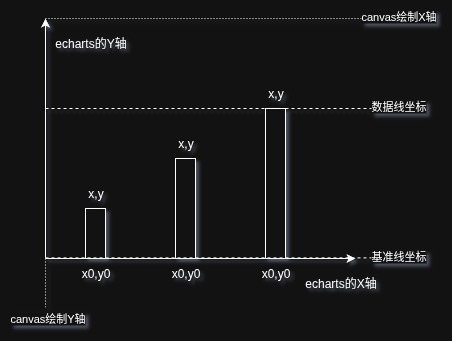 canvas绘制X轴
echarts的Y轴
x,y
数据线坐标
x,y
x,y
基准线坐标
x0,y0
x0,y0
x0,y0
echarts的X轴
canvas绘制Y轴